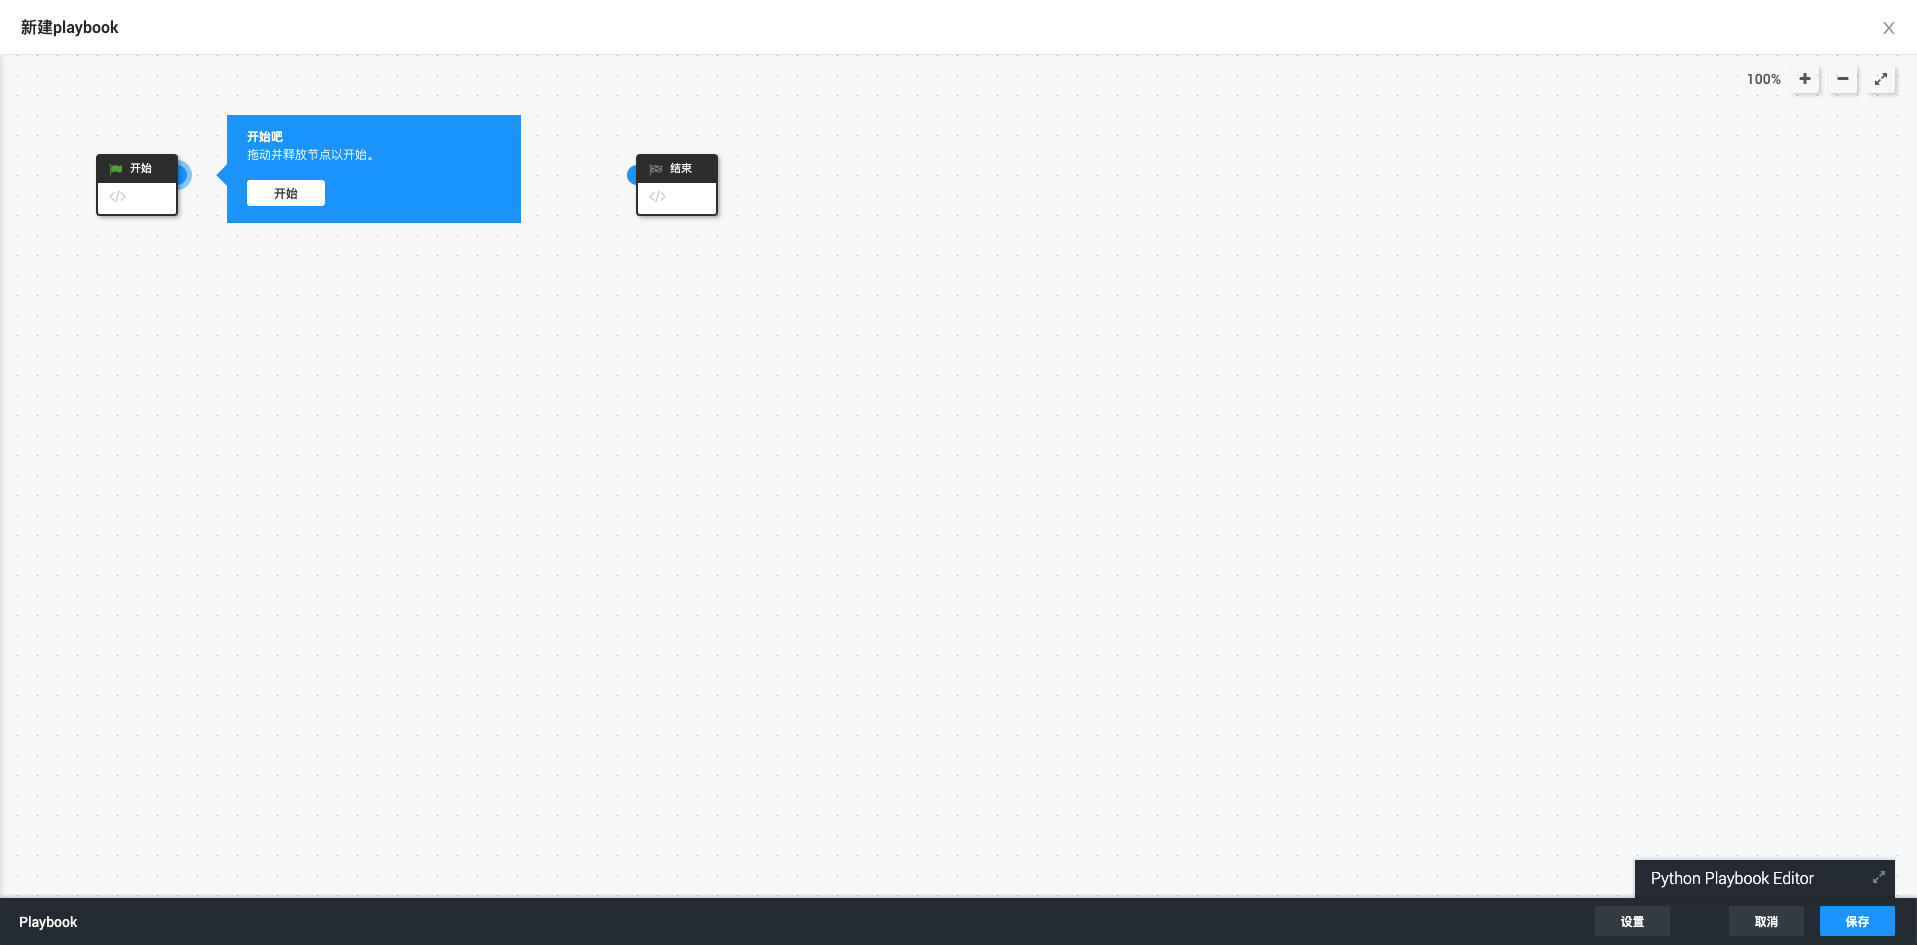 新建playbook
100%
开始
</>
开始吧
拖动并释放节点以开始。
开始
结束
</>
Python Playbook Editor
Playbook
设置
取消
保存